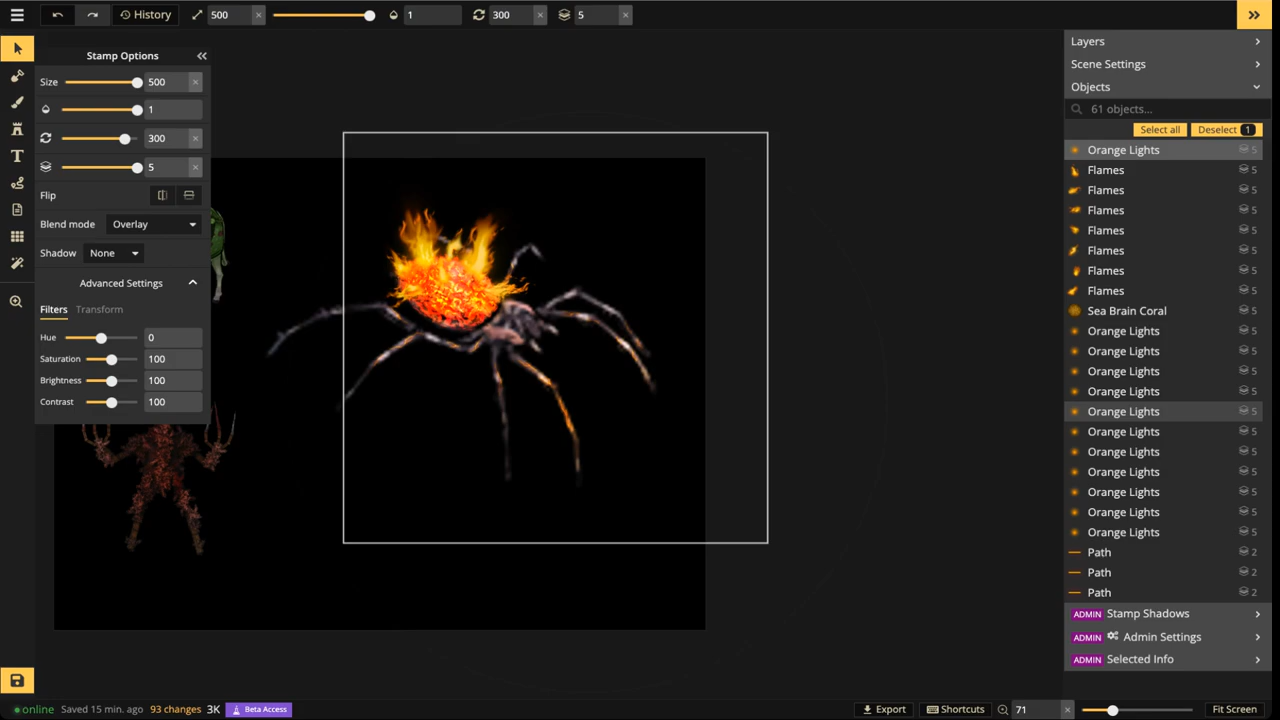 History 500 1 300 5
Stamp Options
Size 500
1
300
5
Flip
Blend mode Overlay
Shadow None
Advanced Settings
Filters Transform
Hue 0
Saturation 100
Brightness 100
Contrast 100
Layers
Scene Settings
Objects
61 objects...
Select all Deselect 1
Orange Lights 5
Flames 5
Flames 5
Flames 5
Flames 5
Flames 5
Flames 5
Flames 5
Sea Brain Coral 5
Orange Lights 5
Orange Lights 5
Orange Lights 5
Orange Lights 5
Orange Lights 5
Orange Lights 5
Orange Lights 5
Orange Lights 5
Orange Lights 5
Orange Lights 5
Orange Lights 5
Path 2
Path 2
Path 2
ADMIN Stamp Shadows
ADMIN Admin Settings
ADMIN Selected Info
online Saved 15 min. ago 93 changes 3K Beta Access Export Shortcuts 71 Fit Screen